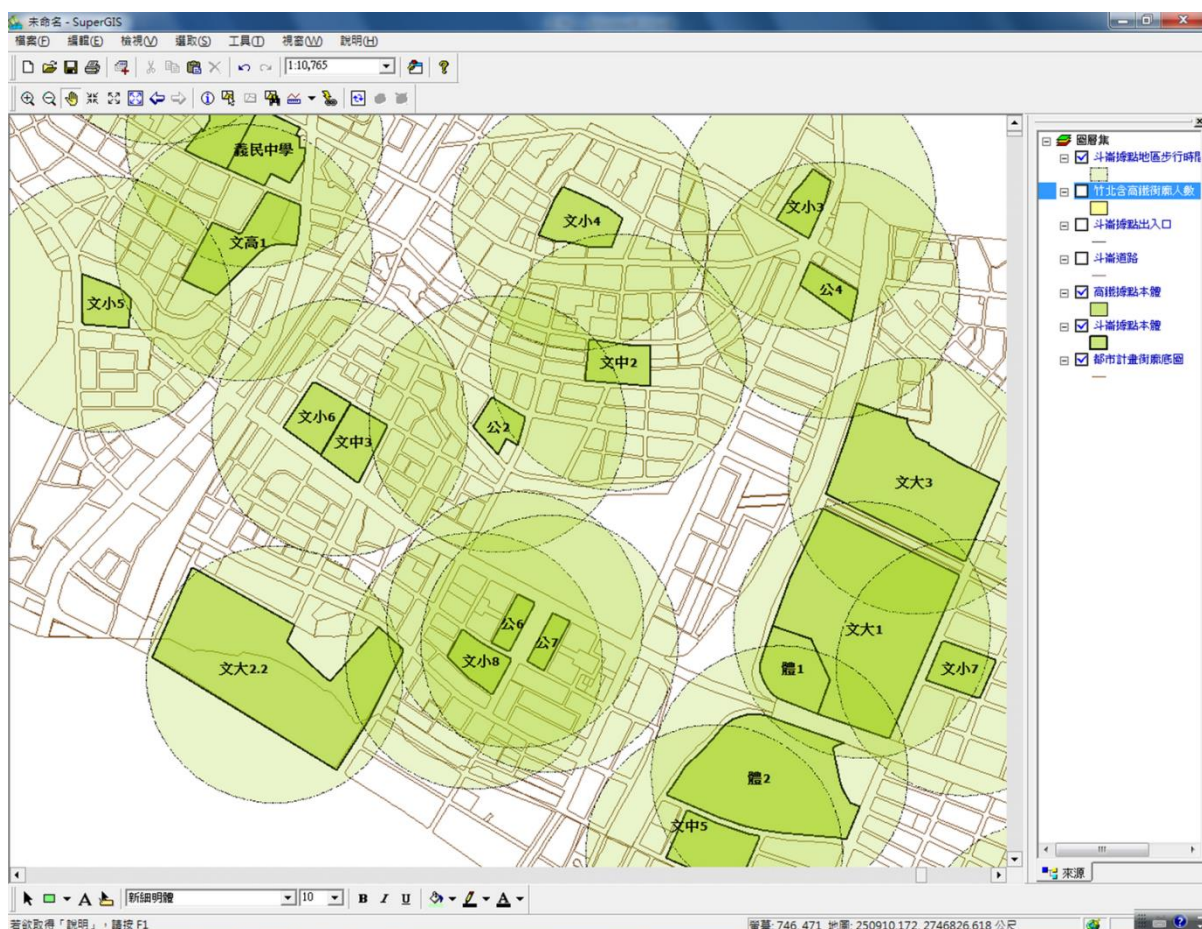 未命名 - SuperGIS
檔案(F) 編輯(E) 檢視(V) 選取(S) 工具(T) 視窗(W) 說明(H)
1:10,765
圖層集
斗崙據點地區步行時間
竹北含高鐵街廓人數
斗崙據點出入口
斗崙道路
高鐵據點本體
斗崙據點本體
都市計畫街廓底圖
義民中學
文小3
文小4
文高1
公4
文小5
文中2
文小6
公2
文中3
文大3
公6
公7
文大1
文小8
文大2.2
體1
文小7
體2
文中5
來源
新細明體 10 B I U A
若欲取得「說明」，請按 F1
螢幕: 746, 471 地圖: 250910.172, 2746826.618 公尺